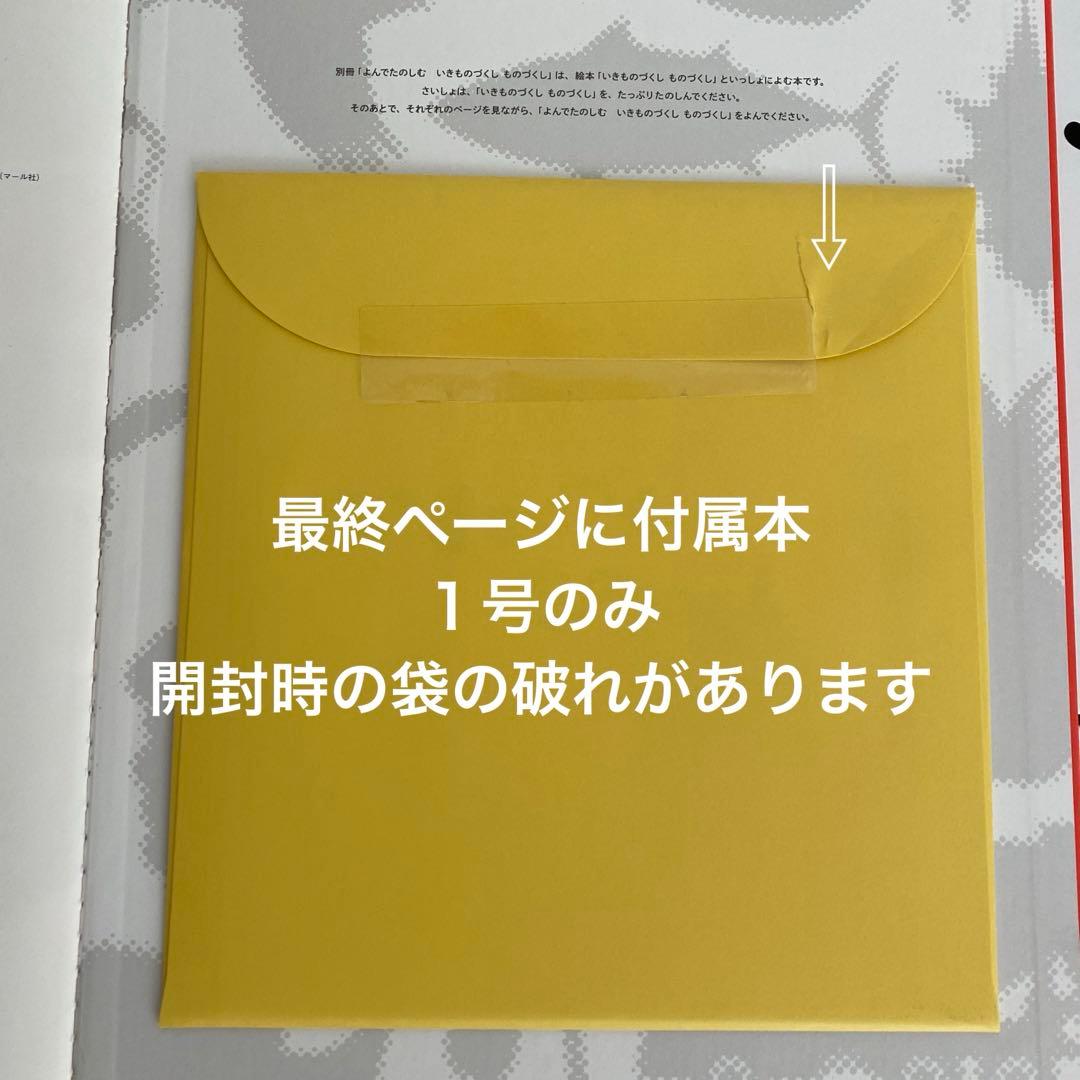 別冊「よんでたのしむ　いきものづくし ものづくし」は、絵本「いきものづくし ものづくし」といっしょによむ本です。
さいしょは、「いきものづくし ものづくし」を、たっぷりたのしんでください。
そのあとで、それぞれのページを見ながら、「よんでたのしむ　いきものづくし ものづくし」をよんでください。
(マール社)
最終ページに付属本
１号のみ
開封時の袋の破れがあります